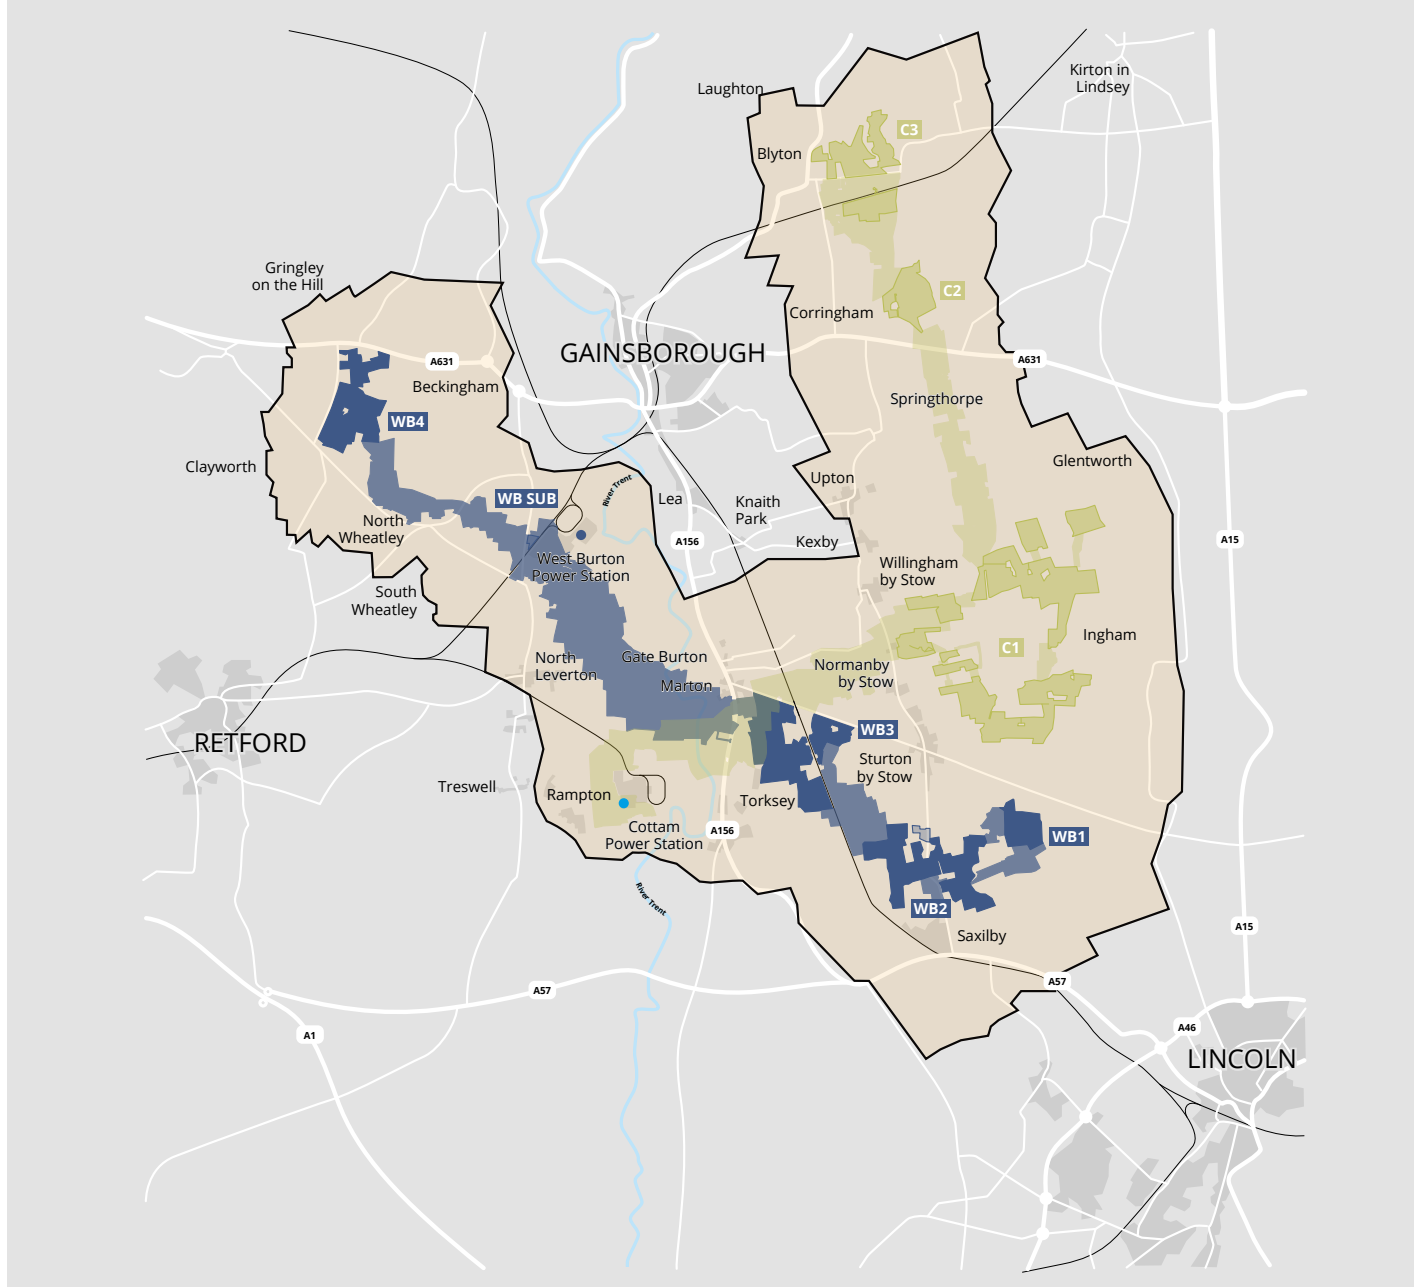 Kirton in
Lindsey
Laughton
C3
Blyton
Gringley
on the Hill
C2
Corringham
GAINSBOROUGH
A631
A631
Beckingham
Springthorpe
WB4
Clayworth
Glentworth
Upton
WB SUB
River Trent
Lea
Knaith
Park
North
Wheatley
A156
Kexby
A15
West Burton
Power Station
Willingham
by Stow
South
Wheatley
Ingham
C1
North
Leverton
Gate Burton
Marton
Normanby
by Stow
RETFORD
WB3
Sturton
by Stow
Treswell
Rampton
Torksey
Cottam
Power Station
A156
WB1
River Trent
WB2
Saxilby
A15
A57
A57
A1
A46
LINCOLN